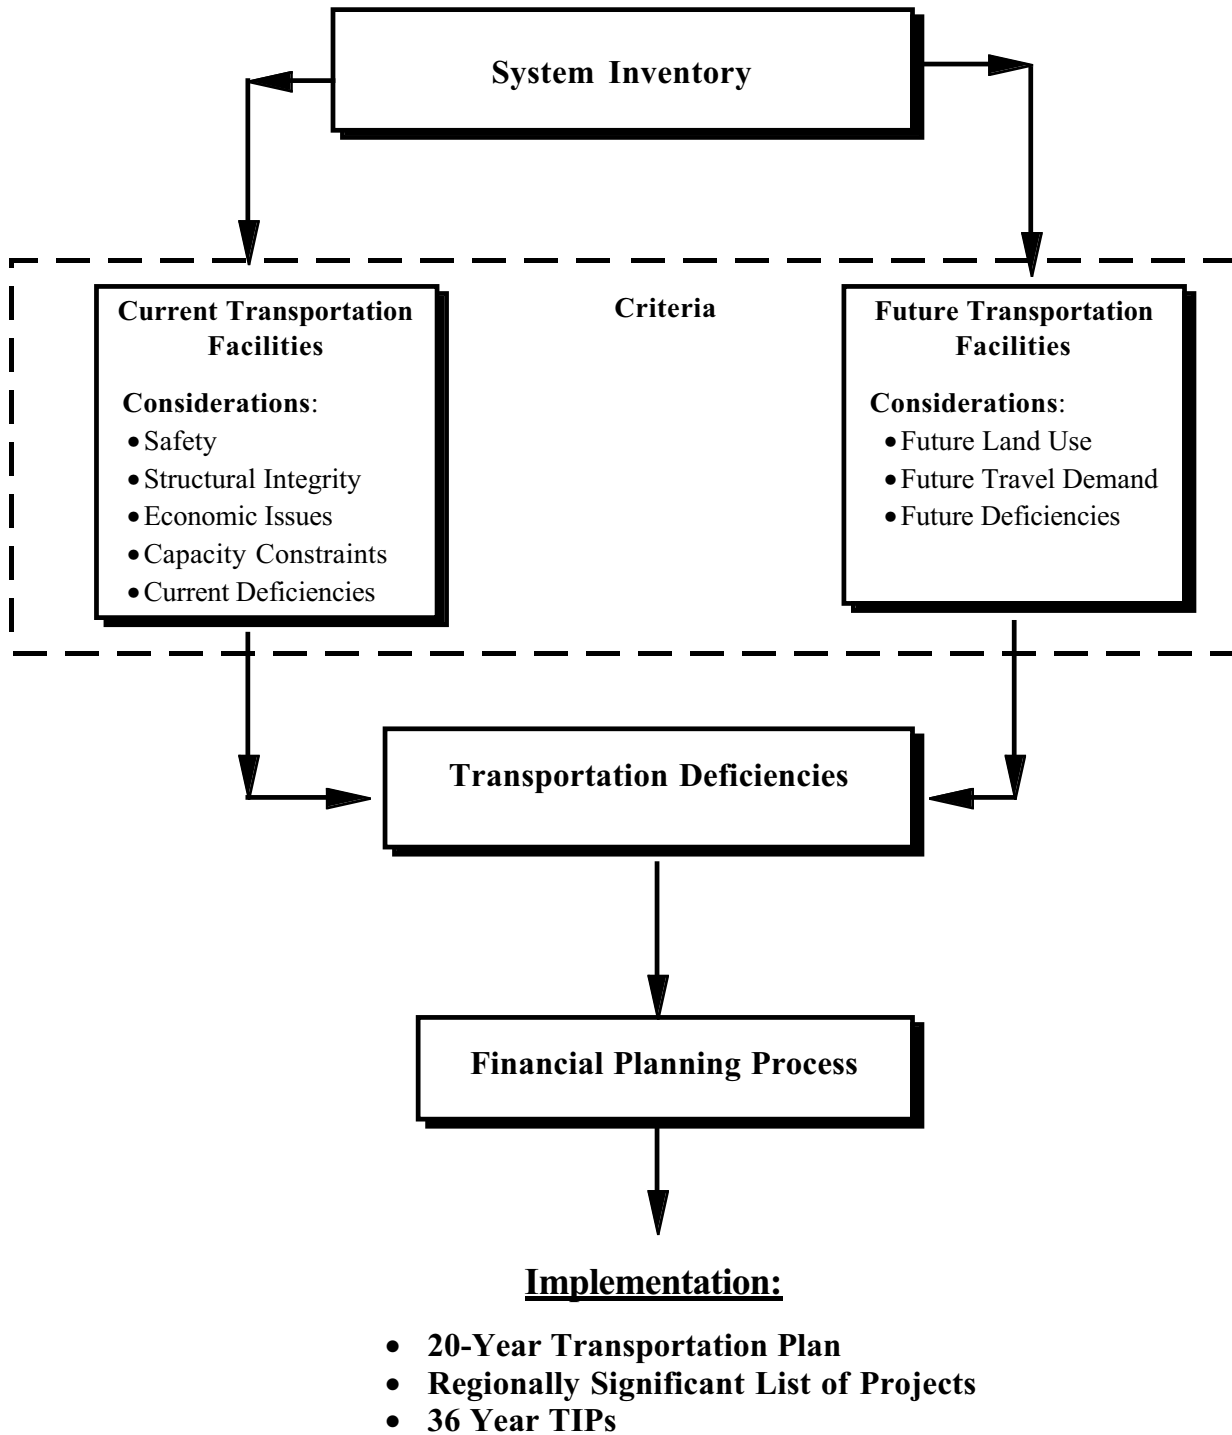 System Inventory
Criteria
Current Transportation
Facilities
Considerations:
• Safety
• Structural Integrity
• Economic Issues
• Capacity Constraints
• Current Deficiencies
Future Transportation
Facilities
Considerations:
• Future Land Use
• Future Travel Demand
• Future Deficiencies
Transportation Deficiencies
Financial Planning Process
Implementation:
• 20-Year Transportation Plan
• Regionally Significant List of Projects
• 36 Year TIPs